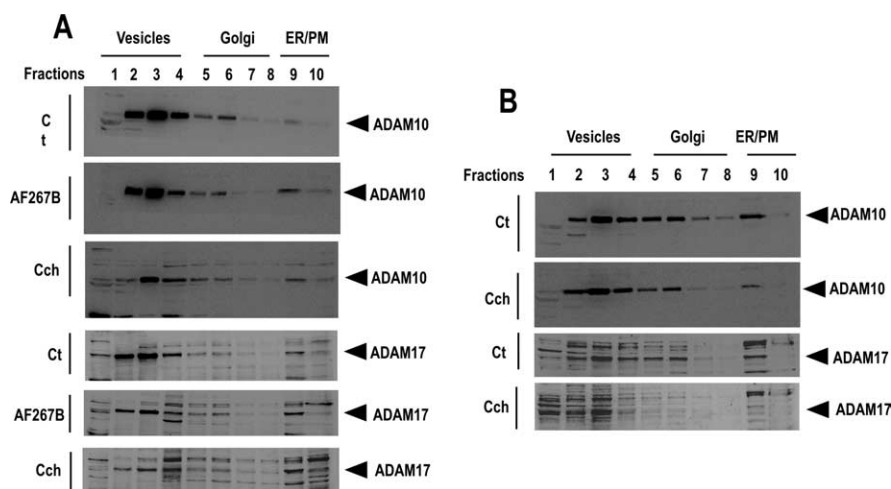 A
Vesicles Golgi ER/PM
Fractions 1 2 3 4 5 6 7 8 9 10
C
t
ADAM10
AF267B ADAM10
Cch ADAM10
Ct ADAM17
AF267B ADAM17
Cch ADAM17
B
Vesicles Golgi ER/PM
Fractions 1 2 3 4 5 6 7 8 9 10
Ct ADAM10
Cch ADAM10
Ct ADAM17
Cch ADAM17